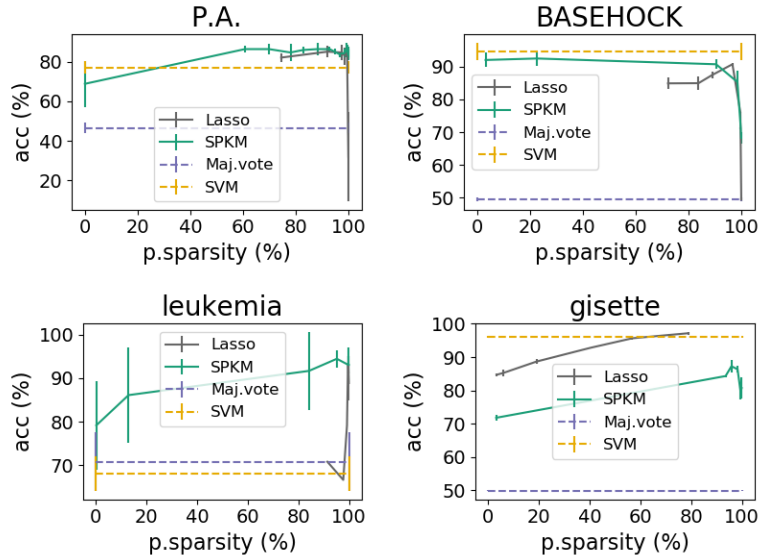 P.A.
acc (%)
80
60
40
20
Lasso
SPKM
Maj.vote
SVM
0 20 40 60 80 100
p.sparsity (%)
BASEHOCK
acc (%)
90
80
70
60
50
Lasso
SPKM
Maj.vote
SVM
0 20 40 60 80 100
p.sparsity (%)
leukemia
acc (%)
100
90
80
70
Lasso
SPKM
Maj.vote
SVM
0 20 40 60 80 100
p.sparsity (%)
gisette
acc (%)
100
90
80
70
60
50
Lasso
SPKM
Maj.vote
SVM
0 20 40 60 80 100
p.sparsity (%)